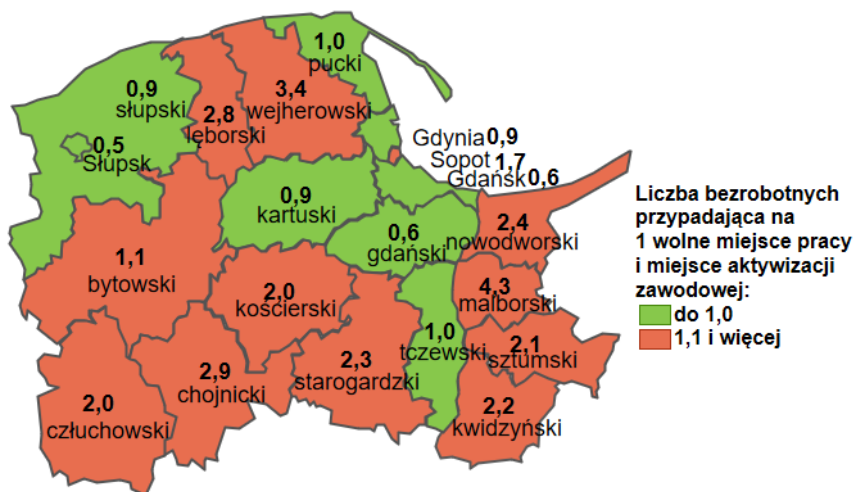 1,0
pucki
0,9
słupski
2,8
lęborski
3,4
wejherowski
0,5
Słupsk
Gdynia 0,9
Sopot 1,7
Gdańsk 0,6
0,9
kartuski
0,6
gdański
2,4
nowodworski
1,1
bytowski
2,0
kościerski
4,3
malborski
1,0
tczewski
2,1
sztumski
2,3
starogardzki
2,9
chojnicki
2,0
człuchowski
2,2
kwidzyński
Liczba bezrobotnych
przypadająca na
1 wolne miejsce pracy
i miejsce aktywizacji
zawodowej:
do 1,0
1,1 i więcej